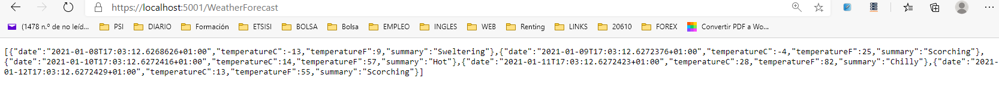 https://localhost:5001/WeatherForecast
(1478 n.º de no leíd... PSI DIARIO Formación ETSISI BOLSA Bolsa EMPLEO INGLES WEB Renting LINKS 20610 FOREX Convertir PDF a Wo...
[{"date":"2021-01-08T17:03:12.6268626+01:00","temperatureC":-13,"temperatureF":9,"summary":"Sweltering"},{"date":"2021-01-09T17:03:12.6272376+01:00","temperatureC":-4,"temperatureF":25,"summary":"Scorching"},
{"date":"2021-01-10T17:03:12.6272416+01:00","temperatureC":14,"temperatureF":57,"summary":"Hot"},{"date":"2021-01-11T17:03:12.6272423+01:00","temperatureC":28,"temperatureF":82,"summary":"Chilly"},{"date":"2021-
01-12T17:03:12.6272429+01:00","temperatureC":13,"temperatureF":55,"summary":"Scorching"}]